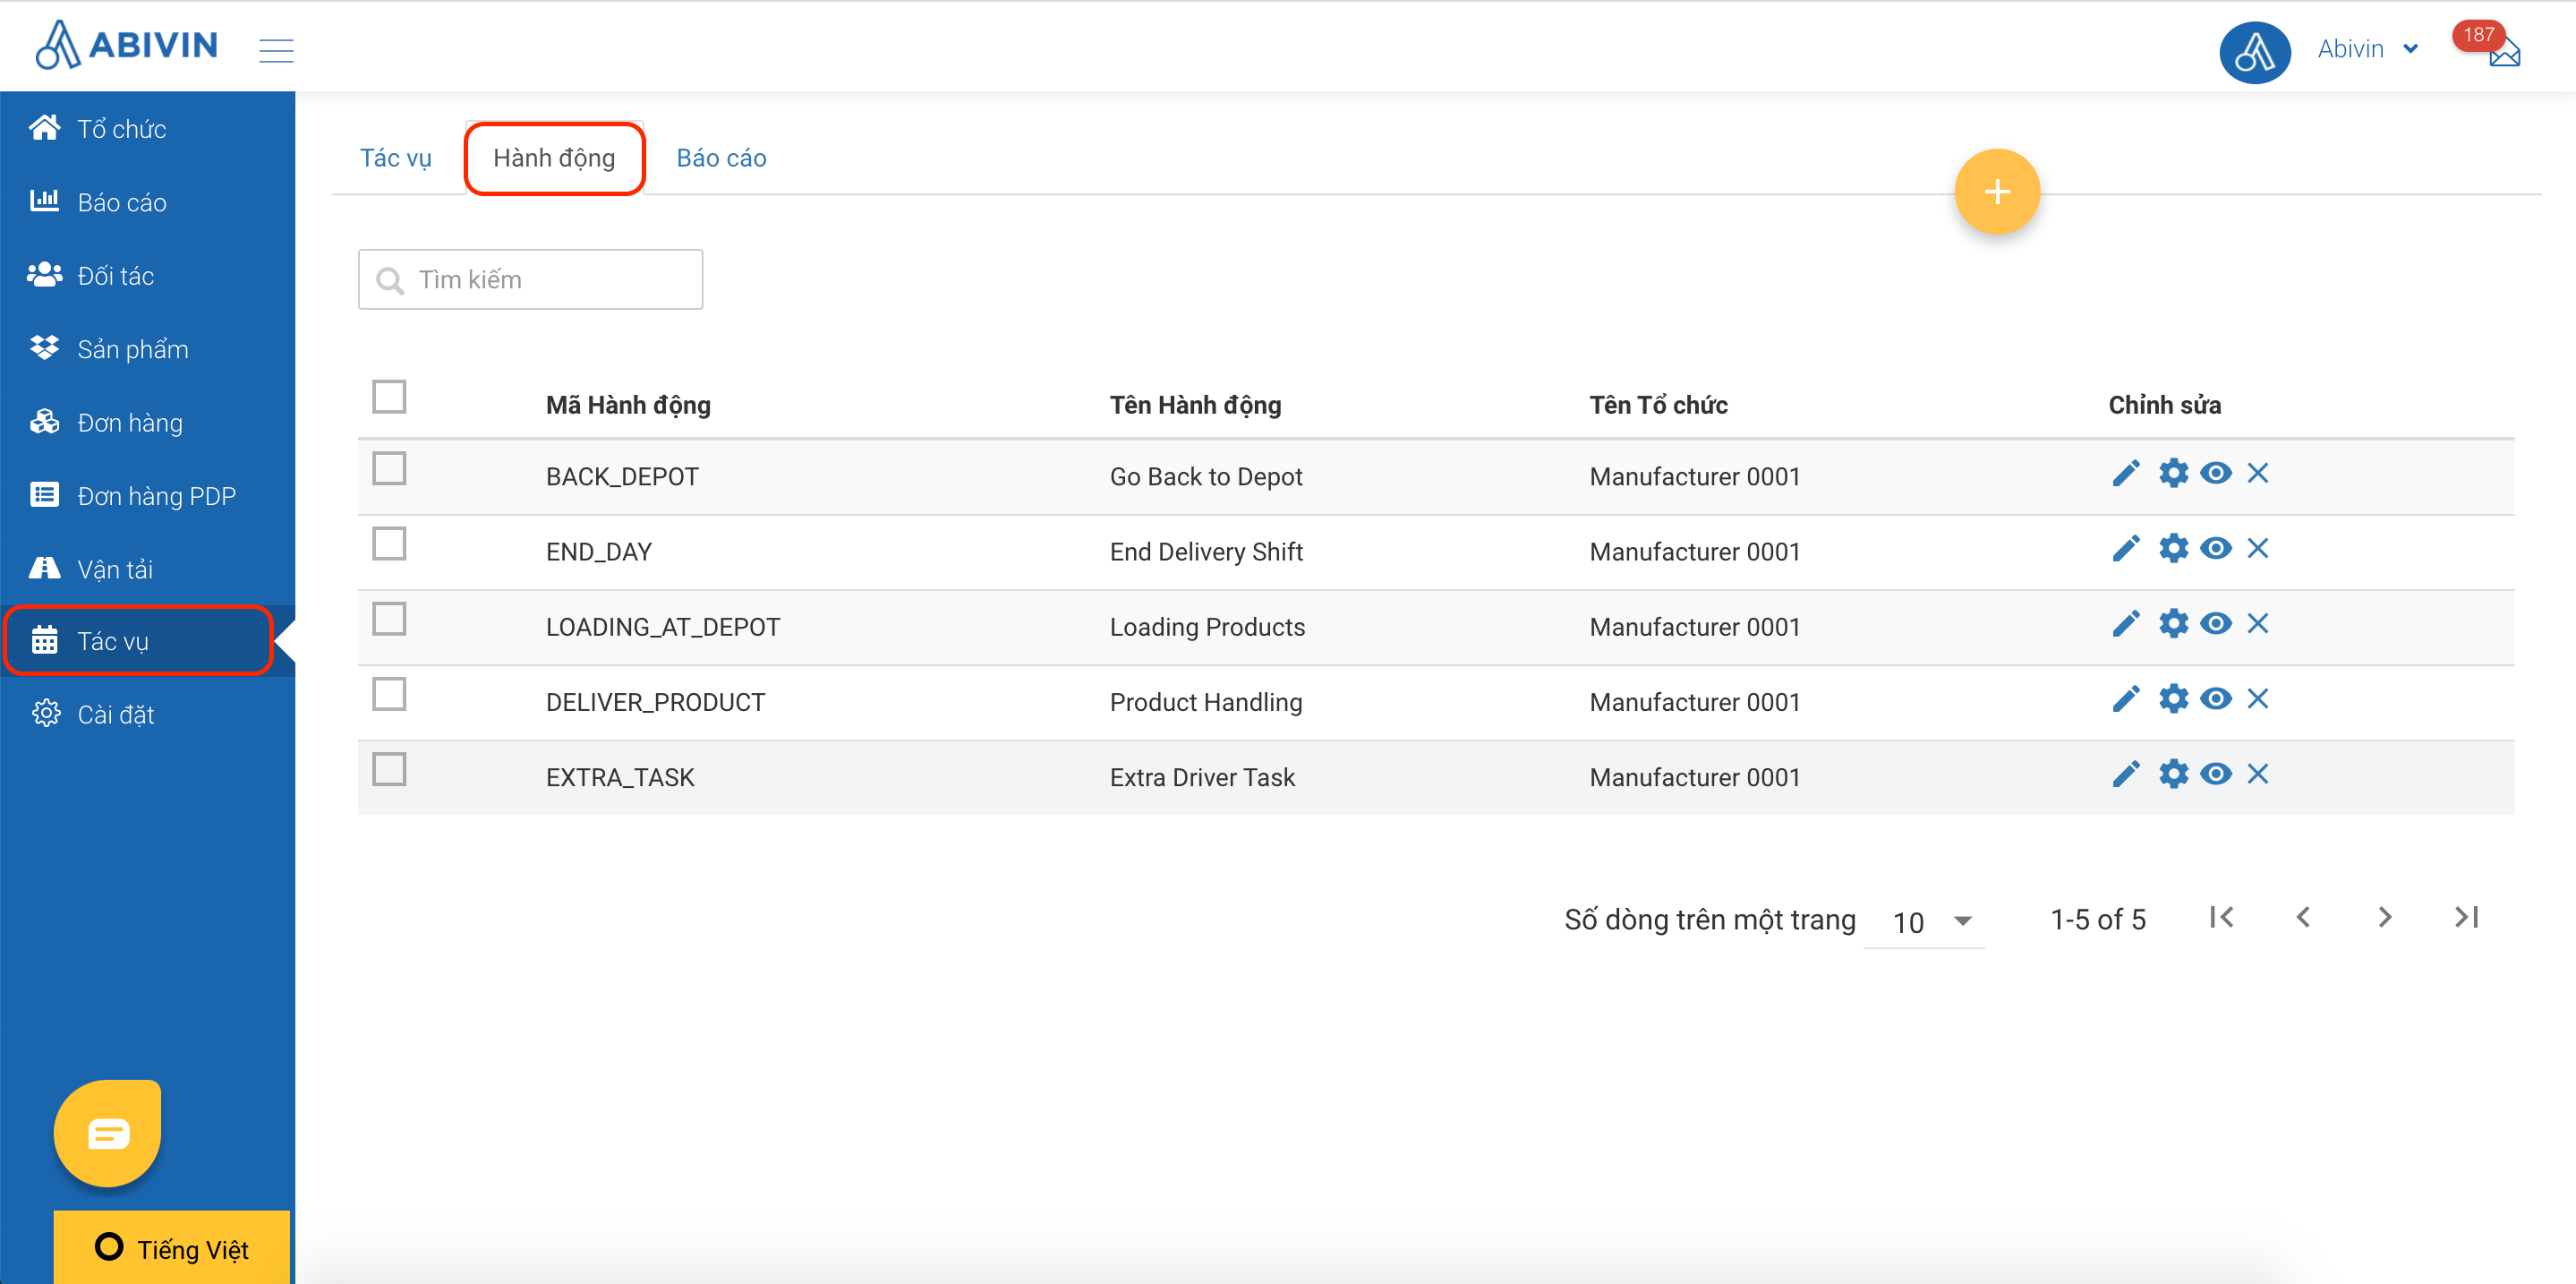 ABIVIN
Abivin
187
Tổ chức
Báo cáo
Đối tác
Sản phẩm
Đơn hàng
Đơn hàng PDP
Vận tải
Tác vụ
Cài đặt
Tiếng Việt
Tác vụ Hành động Báo cáo
Tìm kiếm
Mã Hành động Tên Hành động Tên Tổ chức Chỉnh sửa
BACK_DEPOT Go Back to Depot Manufacturer 0001
END_DAY End Delivery Shift Manufacturer 0001
LOADING_AT_DEPOT Loading Products Manufacturer 0001
DELIVER_PRODUCT Product Handling Manufacturer 0001
EXTRA_TASK Extra Driver Task Manufacturer 0001
Số dòng trên một trang 10 1-5 of 5